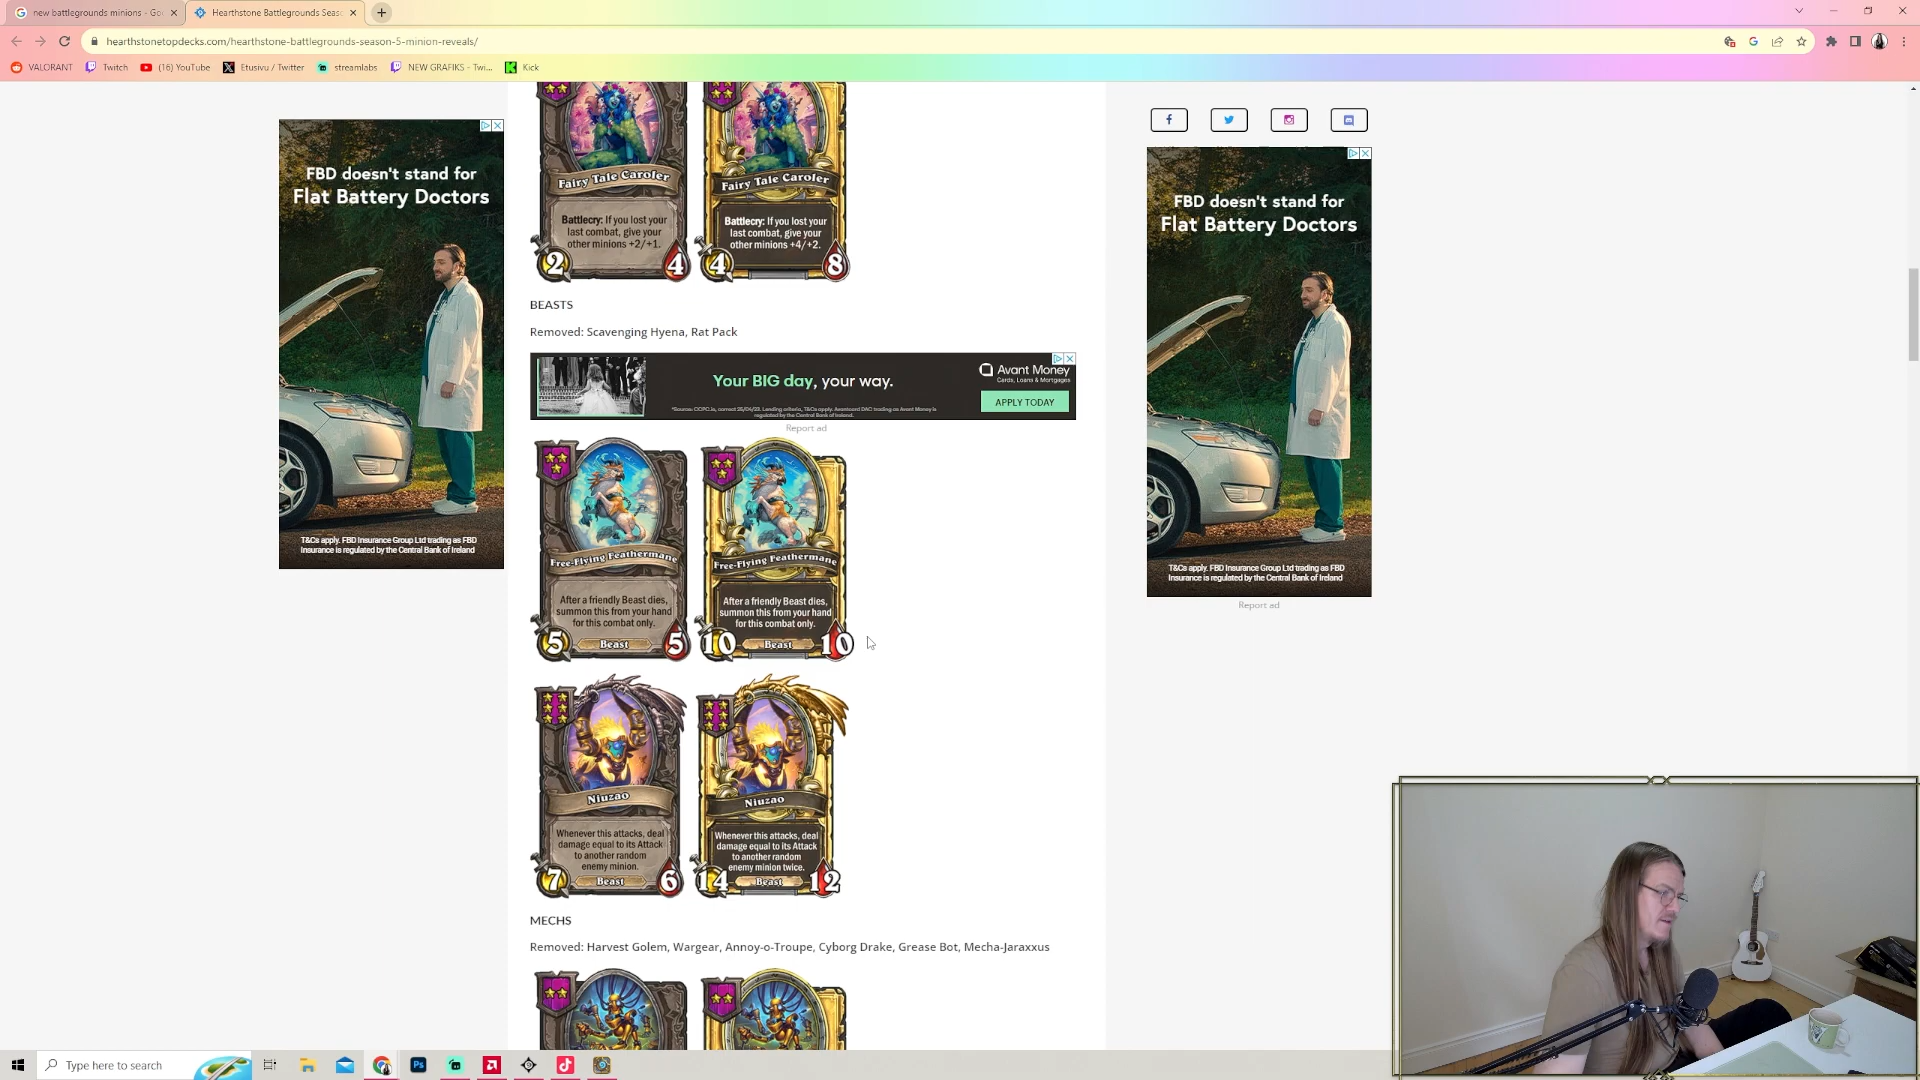 new battlegrounds minions - Go
Hearthstone Battlegrounds Seas
hearthstonetopdecks.com/hearthstone-battlegrounds-season-5-minion-reveals/
VALORANT
Twitch
(16) YouTube
Etusivu / Twitter
streamlabs
NEW GRAFIKS - Twi...
Kick
FBD doesn't stand for
Flat Battery Doctors
T&Cs apply. FBD Insurance Group Ltd trading as FBD
Insurance is regulated by the Central Bank of Ireland
Fairy Tale Caroler
Battlecry: If you lost your
last combat, give your
other minions +2/+1.
2
4
Fairy Tale Caroler
Battlecry: If you lost your
last combat, give your
other minions +4/+2.
4
8
BEASTS
Removed: Scavenging Hyena, Rat Pack
Your BIG day, your way.
Avant Money
Cards, Loans & Mortgages
APPLY TODAY
Report ad
Free-Flying Feathermane
After a friendly Beast dies,
summon this from your hand
for this combat only.
5
Beast
5
Free-Flying Feathermane
After a friendly Beast dies,
summon this from your hand
for this combat only.
10
Beast
10
Niuzao
Whenever this attacks, deal
damage equal to its Attack
to another random
enemy minion.
7
Beast
6
Niuzao
Whenever this attacks, deal
damage equal to its Attack
to another random
enemy minion twice.
14
Beast
12
MECHS
Removed: Harvest Golem, Wargear, Annoy-o-Troupe, Cyborg Drake, Grease Bot, Mecha-Jaraxxus
FBD doesn't stand for
Flat Battery Doctors
T&Cs apply. FBD Insurance Group Ltd trading as FBD
Insurance is regulated by the Central Bank of Ireland
Report ad
Type here to search
Ps